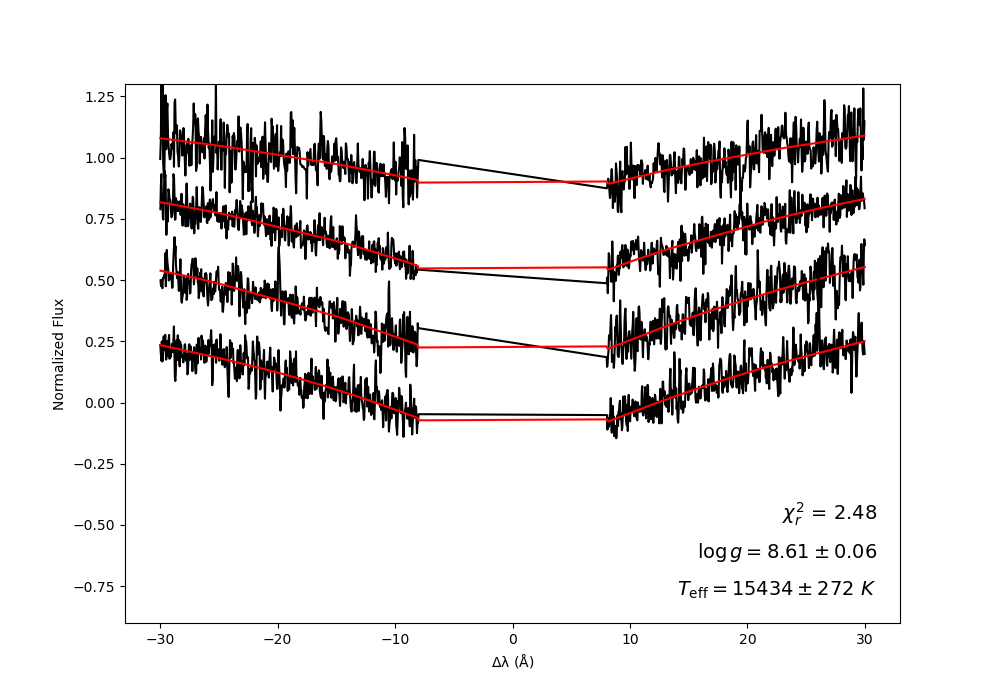 1.25
1.00
0.75
0.50
0.25
0.00
−0.25
−0.50
−0.75
Normalized Flux
χ²ᵣ = 2.48
log g = 8.61 ± 0.06
T_eff = 15434 ± 272 K
−30 −20 −10 0 10 20 30
Δλ (Å)